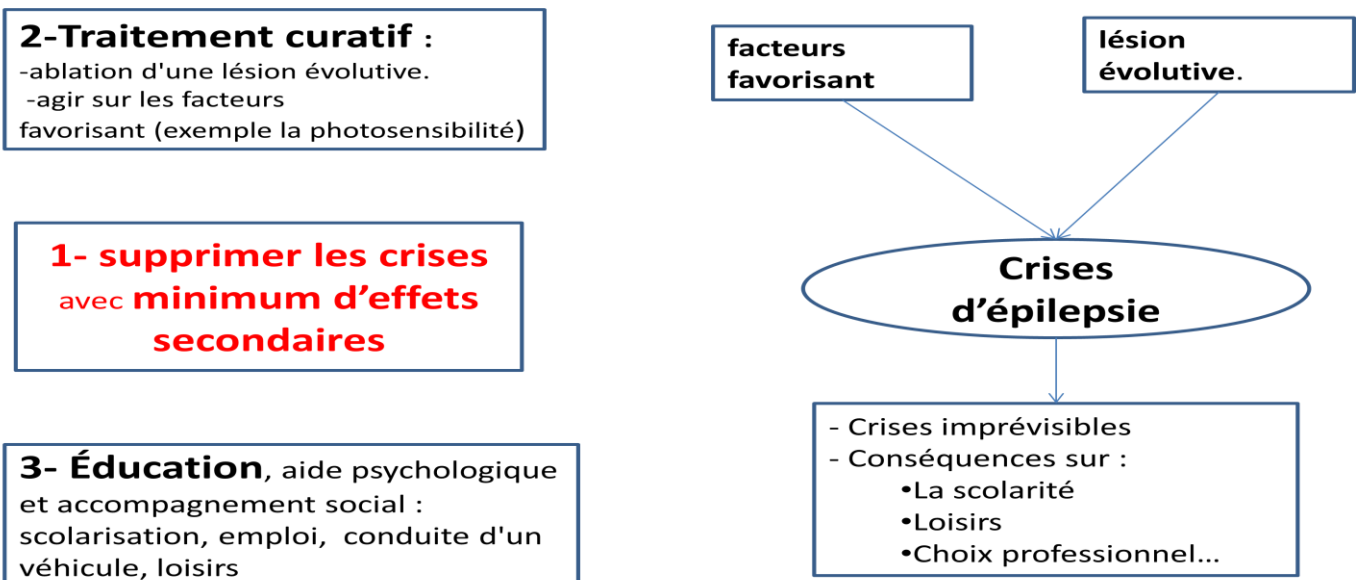 2-Traitement curatif :
-ablation d'une lésion évolutive.
-agir sur les facteurs
favorisant (exemple la photosensibilité)
1- supprimer les crises
avec minimum d'effets
secondaires
3- Éducation, aide psychologique
et accompagnement social :
scolarisation, emploi, conduite d'un
véhicule, loisirs
facteurs
favorisant
lésion
évolutive.
Crises
d'épilepsie
- Crises imprévisibles
- Conséquences sur :
•La scolarité
•Loisirs
•Choix professionnel...